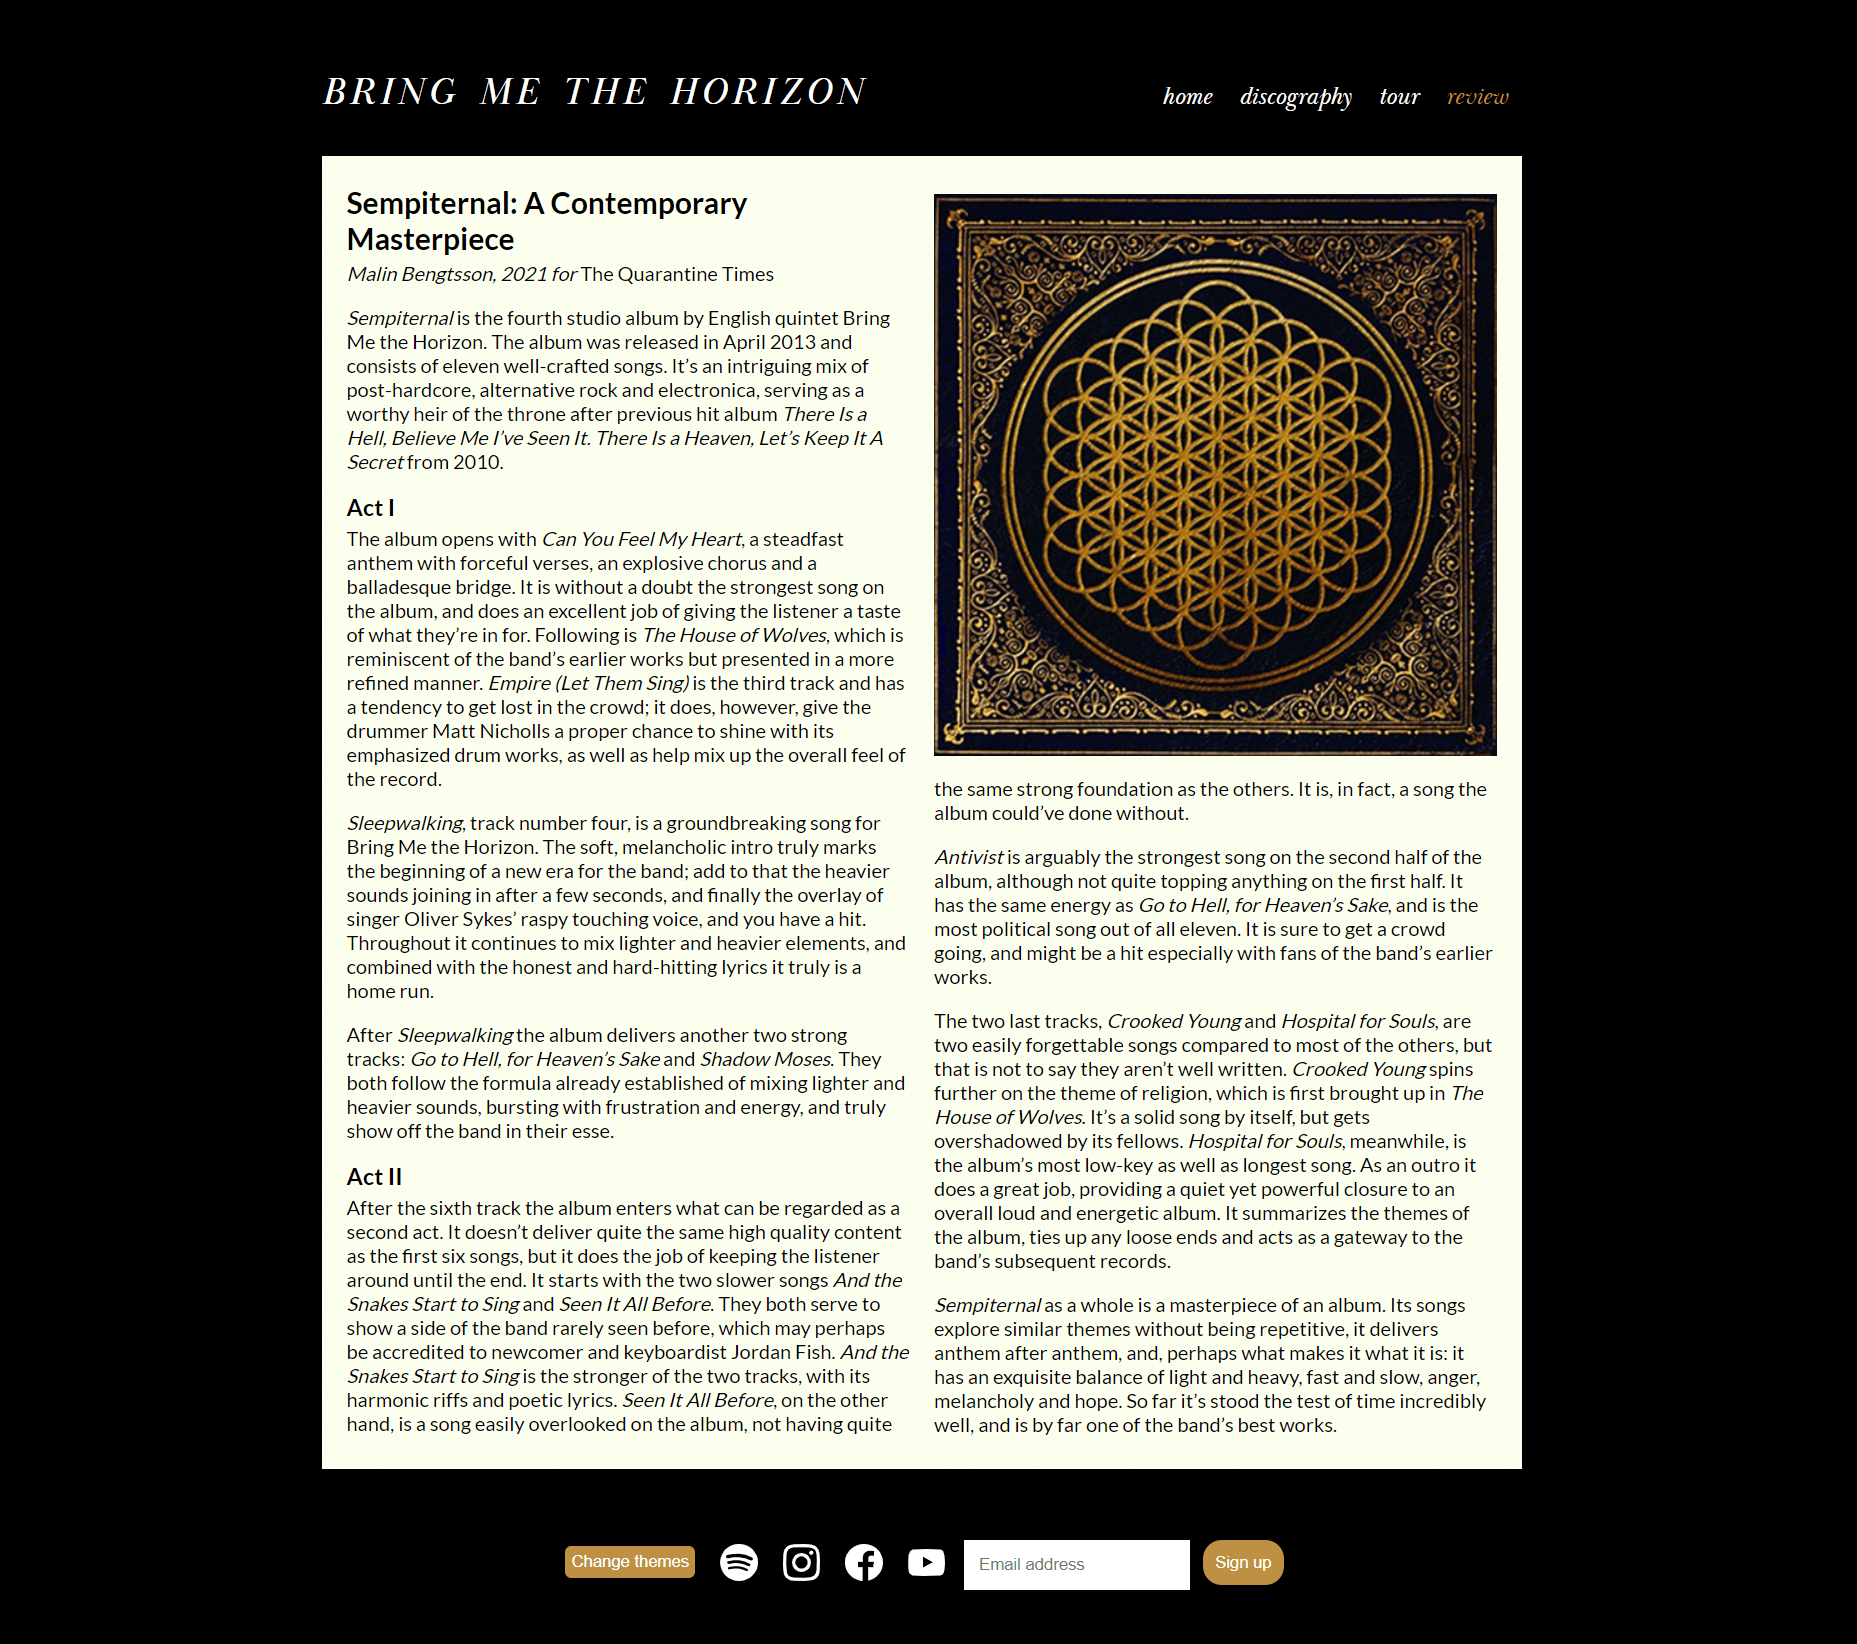 BRING ME THE HORIZON
home discography tour review
Sempiternal: A Contemporary
Masterpiece
Malin Bengtsson, 2021 for The Quarantine Times
Sempiternal is the fourth studio album by English quintet Bring
Me the Horizon. The album was released in April 2013 and
consists of eleven well-crafted songs. It’s an intriguing mix of
post-hardcore, alternative rock and electronica, serving as a
worthy heir of the throne after previous hit album There Is a
Hell, Believe Me I’ve Seen It. There Is a Heaven, Let’s Keep It A
Secret from 2010.
Act I
The album opens with Can You Feel My Heart, a steadfast
anthem with forceful verses, an explosive chorus and a
balladesque bridge. It is without a doubt the strongest song on
the album, and does an excellent job of giving the listener a taste
of what they’re in for. Following is The House of Wolves, which is
reminiscent of the band’s earlier works but presented in a more
refined manner. Empire (Let Them Sing) is the third track and has
a tendency to get lost in the crowd; it does, however, give the
drummer Matt Nicholls a proper chance to shine with its
emphasized drum works, as well as help mix up the overall feel of
the record.
Sleepwalking, track number four, is a groundbreaking song for
Bring Me the Horizon. The soft, melancholic intro truly marks
the beginning of a new era for the band; add to that the heavier
sounds joining in after a few seconds, and finally the overlay of
singer Oliver Sykes’ raspy touching voice, and you have a hit.
Throughout it continues to mix lighter and heavier elements, and
combined with the honest and hard-hitting lyrics it truly is a
home run.
After Sleepwalking the album delivers another two strong
tracks: Go to Hell, for Heaven’s Sake and Shadow Moses. They
both follow the formula already established of mixing lighter and
heavier sounds, bursting with frustration and energy, and truly
show off the band in their esse.
Act II
After the sixth track the album enters what can be regarded as a
second act. It doesn’t deliver quite the same high quality content
as the first six songs, but it does the job of keeping the listener
around until the end. It starts with the two slower songs And the
Snakes Start to Sing and Seen It All Before. They both serve to
show a side of the band rarely seen before, which may perhaps
be accredited to newcomer and keyboardist Jordan Fish. And the
Snakes Start to Sing is the stronger of the two tracks, with its
harmonic riffs and poetic lyrics. Seen It All Before, on the other
hand, is a song easily overlooked on the album, not having quite
the same strong foundation as the others. It is, in fact, a song the
album could’ve done without.
Antivist is arguably the strongest song on the second half of the
album, although not quite topping anything on the first half. It
has the same energy as Go to Hell, for Heaven’s Sake, and is the
most political song out of all eleven. It is sure to get a crowd
going, and might be a hit especially with fans of the band’s earlier
works.
The two last tracks, Crooked Young and Hospital for Souls, are
two easily forgettable songs compared to most of the others, but
that is not to say they aren’t well written. Crooked Young spins
further on the theme of religion, which is first brought up in The
House of Wolves. It’s a solid song by itself, but gets
overshadowed by its fellows. Hospital for Souls, meanwhile, is
the album’s most low-key as well as longest song. As an outro it
does a great job, providing a quiet yet powerful closure to an
overall loud and energetic album. It summarizes the themes of
the album, ties up any loose ends and acts as a gateway to the
band’s subsequent records.
Sempiternal as a whole is a masterpiece of an album. Its songs
explore similar themes without being repetitive, it delivers
anthem after anthem, and, perhaps what makes it what it is: it
has an exquisite balance of light and heavy, fast and slow, anger,
melancholy and hope. So far it’s stood the test of time incredibly
well, and is by far one of the band’s best works.
Change themes
Email address
Sign up